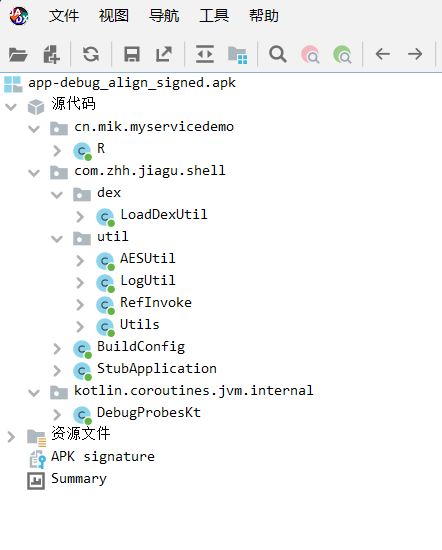 文件 视图 导航 工具 帮助
app-debug_align_signed.apk
源代码
cn.mik.myservicedemo
R
com.zhh.jiagu.shell
dex
LoadDexUtil
util
AESUtil
LogUtil
RefInvoke
Utils
BuildConfig
StubApplication
kotlin.coroutines.jvm.internal
DebugProbesKt
资源文件
APK signature
Summary